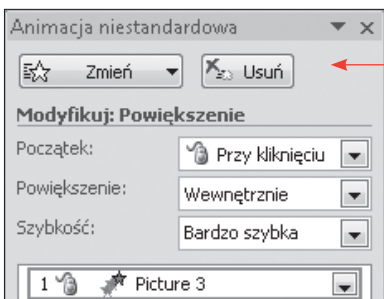 Animacja niestandardowa
Zmień Usuń
Modyfikuj: Powiększenie
Początek: Przy kliknięciu
Powiększenie: Wewnętrznie
Szybkość: Bardzo szybka
1 Picture 3